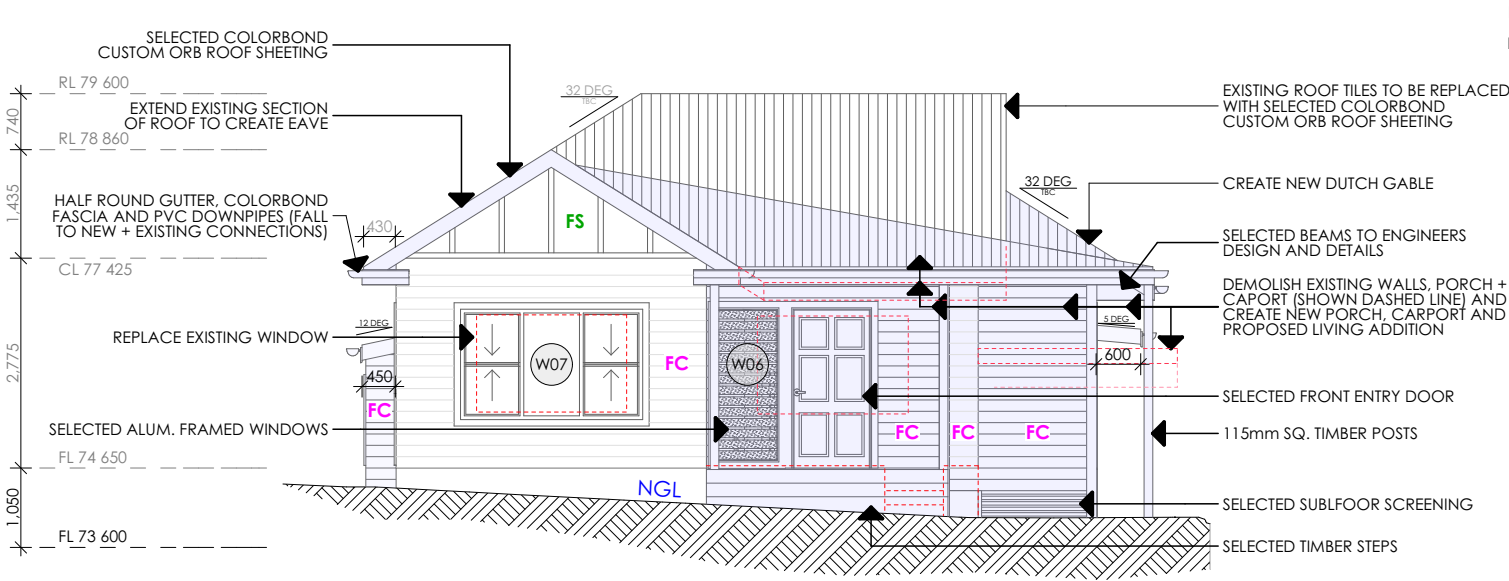 SELECTED COLORBOND
CUSTOM ORB ROOF SHEETING
RL 79 600
EXTEND EXISTING SECTION
OF ROOF TO CREATE EAVE
740
RL 78 860
HALF ROUND GUTTER, COLORBOND
FASCIA AND PVC DOWNPIPES (FALL
TO NEW + EXISTING CONNECTIONS)
1,435
430
CL 77 425
12 DEG
REPLACE EXISTING WINDOW
2,775
450
FC
SELECTED ALUM. FRAMED WINDOWS
FL 74 650
1,050
FL 73 600
32 DEG
TBC
FS
W07
FC
W06
FC
FC
FC
NGL
32 DEG
TBC
5 DEG
600
EXISTING ROOF TILES TO BE REPLACED
WITH SELECTED COLORBOND
CUSTOM ORB ROOF SHEETING
CREATE NEW DUTCH GABLE
SELECTED BEAMS TO ENGINEERS
DESIGN AND DETAILS
DEMOLISH EXISTING WALLS, PORCH +
CAPORT (SHOWN DASHED LINE) AND
CREATE NEW PORCH, CARPORT AND
PROPOSED LIVING ADDITION
SELECTED FRONT ENTRY DOOR
115mm SQ. TIMBER POSTS
SELECTED SUBLFOOR SCREENING
SELECTED TIMBER STEPS